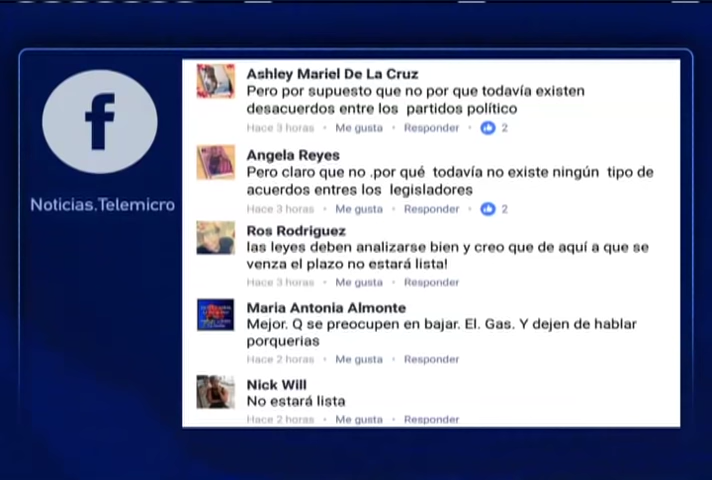 f
Noticias.Telemicro
Ashley Mariel De La Cruz
Pero por supuesto que no por que todavía existen
desacuerdos entre los partidos político
Hace 3 horas · Me gusta · Responder · 2
Angela Reyes
Pero claro que no .por qué todavía no existe ningún tipo de
acuerdos entres los legisladores
Hace 3 horas · Me gusta · Responder · 2
Ros Rodriguez
las leyes deben analizarse bien y creo que de aquí a que se
venza el plazo no estará lista!
Hace 3 horas · Me gusta · Responder
Maria Antonia Almonte
Mejor. Q se preocupen en bajar. El. Gas. Y dejen de hablar
porquerias
Hace 2 horas · Me gusta · Responder
Nick Will
No estará lista
Hace 2 horas · Me gusta · Responder